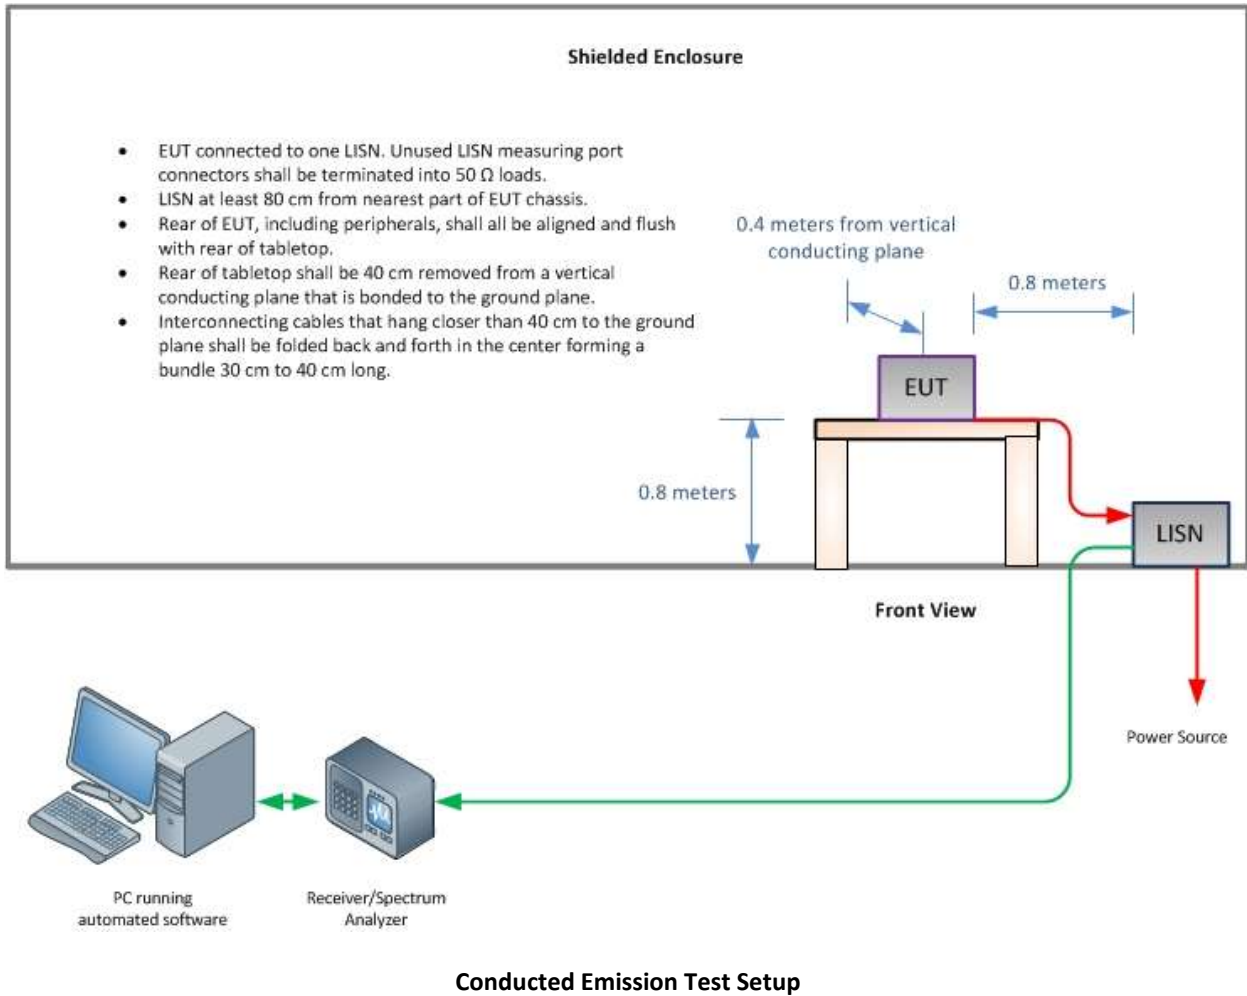 Shielded Enclosure
• EUT connected to one LISN. Unused LISN measuring port
connectors shall be terminated into 50 Ω loads.
• LISN at least 80 cm from nearest part of EUT chassis.
• Rear of EUT, including peripherals, shall all be aligned and flush
with rear of tabletop.
• Rear of tabletop shall be 40 cm removed from a vertical
conducting plane that is bonded to the ground plane.
• Interconnecting cables that hang closer than 40 cm to the ground
plane shall be folded back and forth in the center forming a
bundle 30 cm to 40 cm long.
0.4 meters from vertical
conducting plane
0.8 meters
EUT
0.8 meters
LISN
Front View
Power Source
PC running
automated software
Receiver/Spectrum
Analyzer
Conducted Emission Test Setup